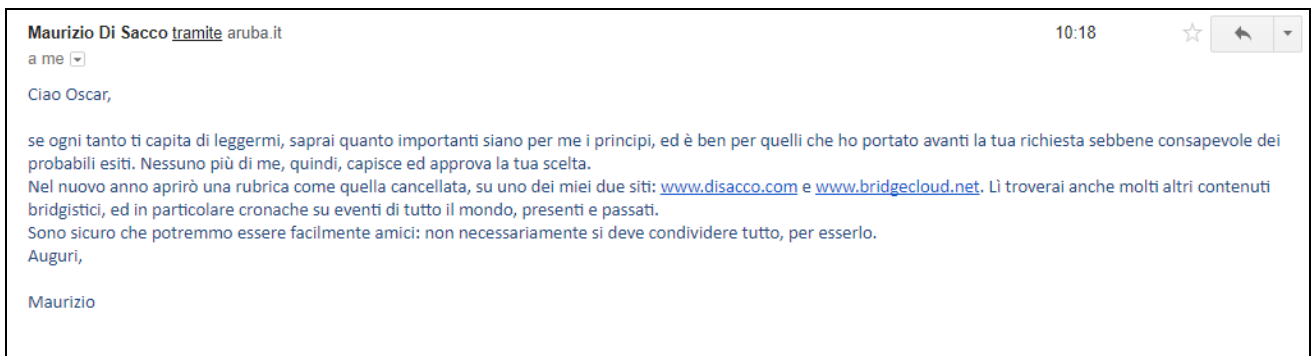 Maurizio Di Sacco tramite aruba.it 10:18
a me
Ciao Oscar,
se ogni tanto ti capita di leggermi, saprai quanto importanti siano per me i principi, ed è ben per quelli che ho portato avanti la tua richiesta sebbene consapevole dei
probabili esiti. Nessuno più di me, quindi, capisce ed approva la tua scelta.
Nel nuovo anno aprirò una rubrica come quella cancellata, su uno dei miei due siti: www.disacco.com e www.bridgecloud.net. Lì troverai anche molti altri contenuti
bridgistici, ed in particolare cronache su eventi di tutto il mondo, presenti e passati.
Sono sicuro che potremmo essere facilmente amici: non necessariamente si deve condividere tutto, per esserlo.
Auguri,
Maurizio